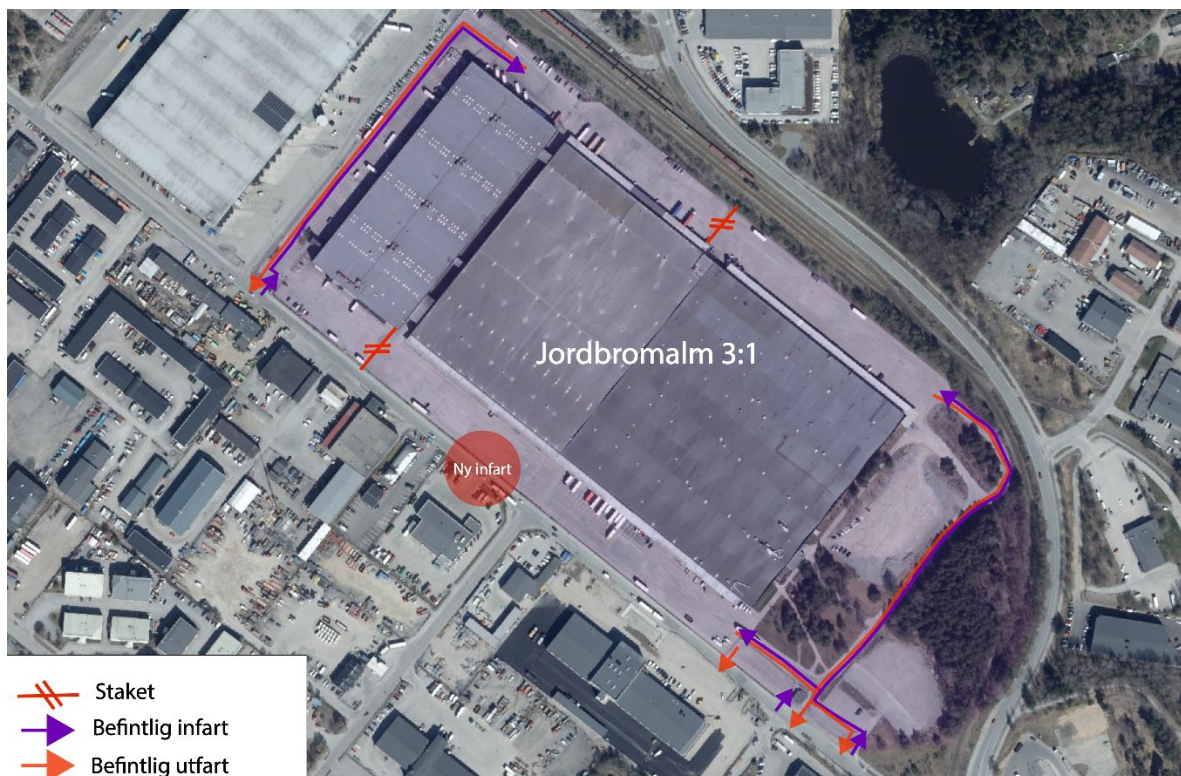 Jordbromalm 3:1
Ny infart
Staket
Befintlig infart
Befintlig utfart